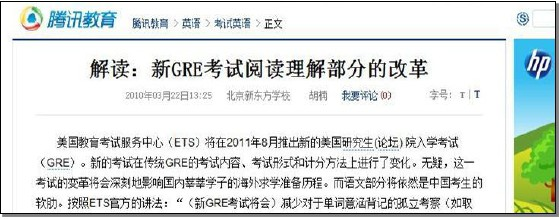 腾讯教育 腾讯教育 > 英语 > 考试英语 > 正文
解读：新GRE考试阅读理解部分的改革
2010年03月22日13:25 北京新东方学校 胡桐 我要评论(0) 字号：T | T
美国教育考试服务中心（ETS）将在2011年8月推出新的美国研究生(论坛)院入学考试
（GRE）。新的考试在传统GRE的考试内容、考试形式和计分方法上进行了变化。无疑，这一
考试的变革将会深刻地影响国内莘莘学子的海外求学准备历程。而语文部分将依然是中国考生的
软肋。按照ETS官方的讲法：“（新GRE考试将会）减少对于单词意涵背记的孤立考察（如取
hp